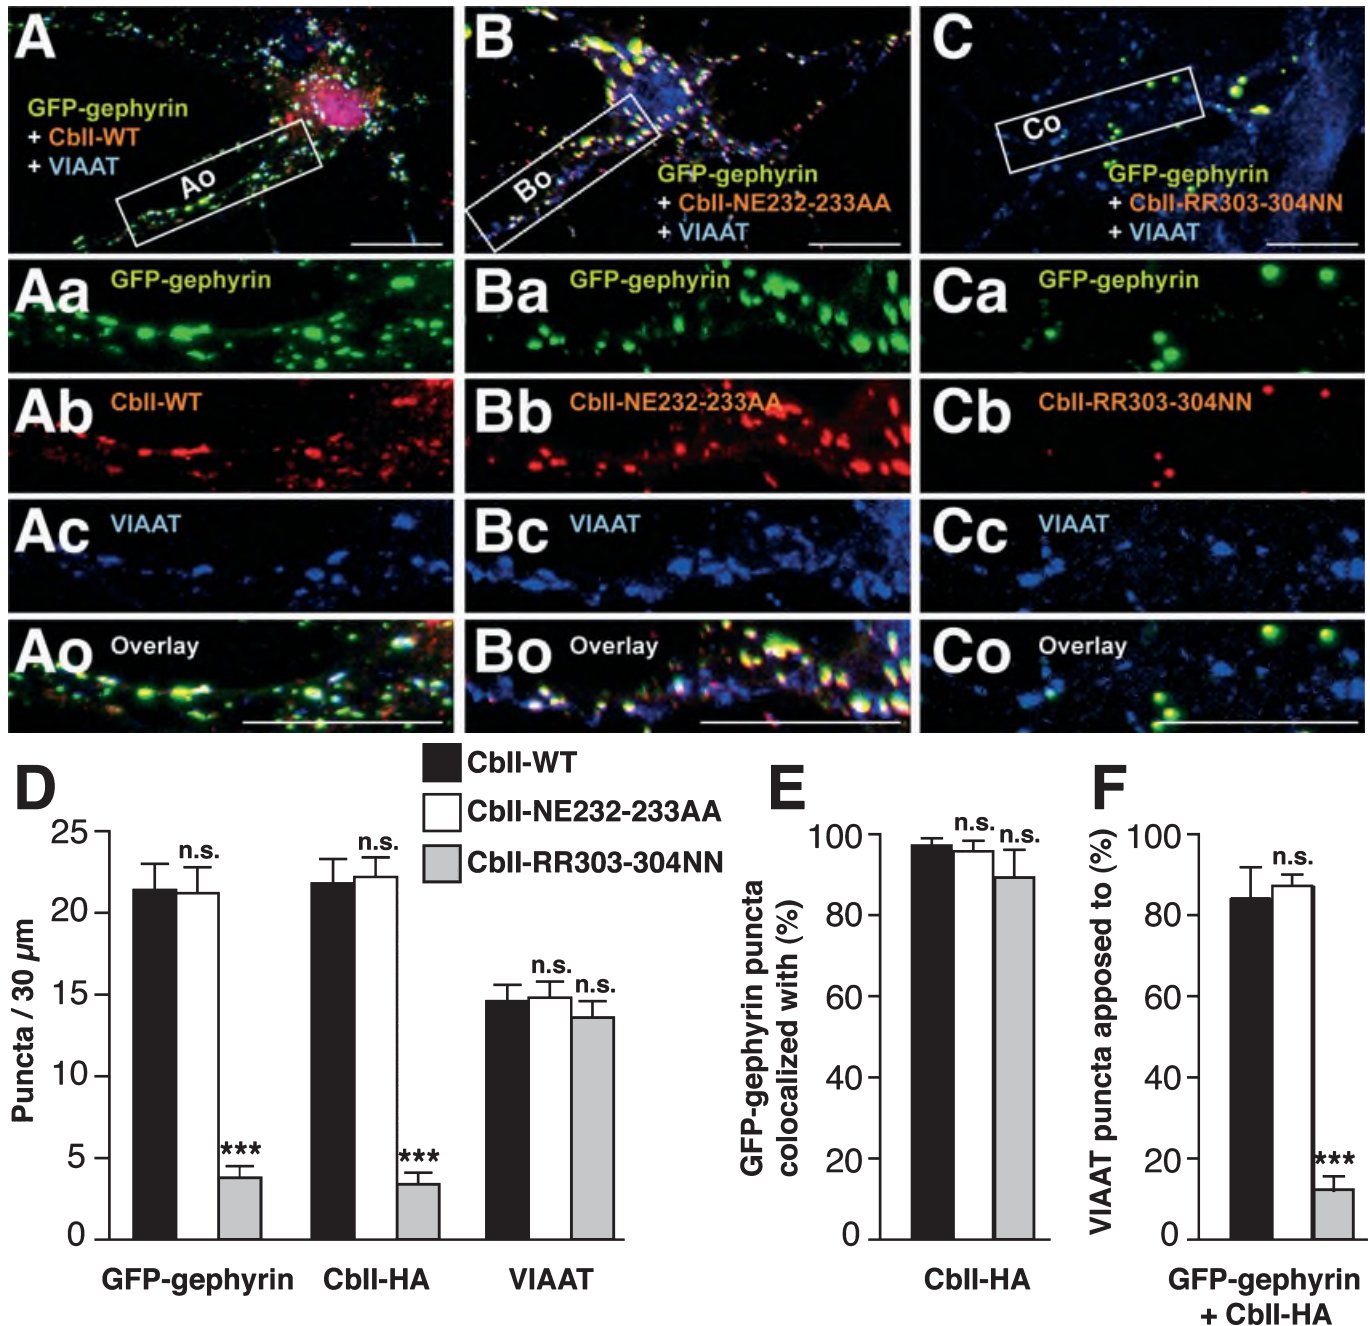 A
GFP-gephyrin
+ CbII-WT
+ VIAAT
Ao
B
Bo
GFP-gephyrin
+ CbII-NE232-233AA
+ VIAAT
C
Co
GFP-gephyrin
+ CbII-RR303-304NN
+ VIAAT
Aa GFP-gephyrin
Ba GFP-gephyrin
Ca GFP-gephyrin
Ab CbII-WT
Bb CbII-NE232-233AA
Cb CbII-RR303-304NN
Ac VIAAT
Bc VIAAT
Cc VIAAT
Ao Overlay
Bo Overlay
Co Overlay
D
CbII-WT
CbII-NE232-233AA
CbII-RR303-304NN
Puncta / 30 µm
25
20
15
10
5
0
n.s.
***
n.s.
***
n.s.
n.s.
GFP-gephyrin
CbII-HA
VIAAT
E
GFP-gephyrin puncta
colocalized with (%)
100
80
60
40
20
0
n.s.
n.s.
CbII-HA
F
VIAAT puncta apposed to (%)
100
80
60
40
20
0
n.s.
***
GFP-gephyrin
+ CbII-HA